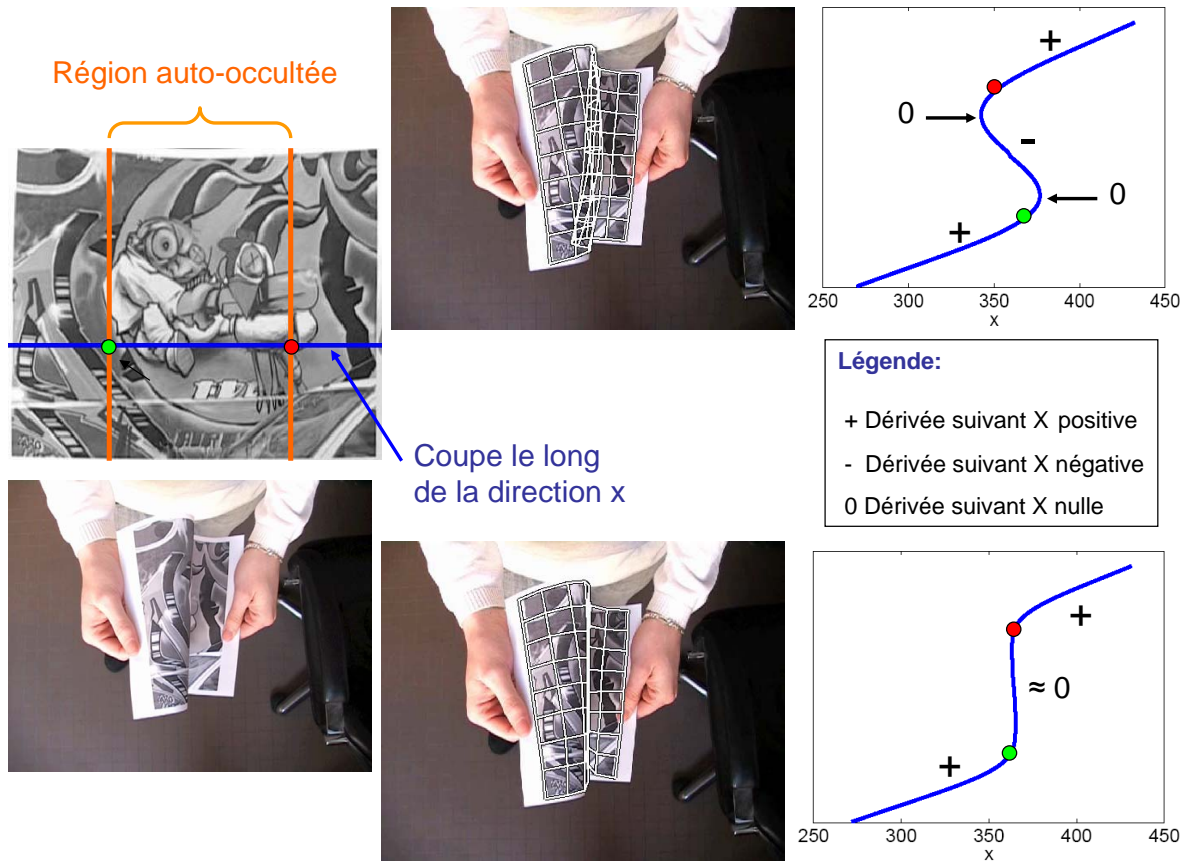 Région auto-occultée
Coupe le long
de la direction x
+
0
-
0
+
250 300 350 400 450
x
Légende:
+ Dérivée suivant X positive
- Dérivée suivant X négative
0 Dérivée suivant X nulle
+
≈ 0
+
250 300 350 400 450
x